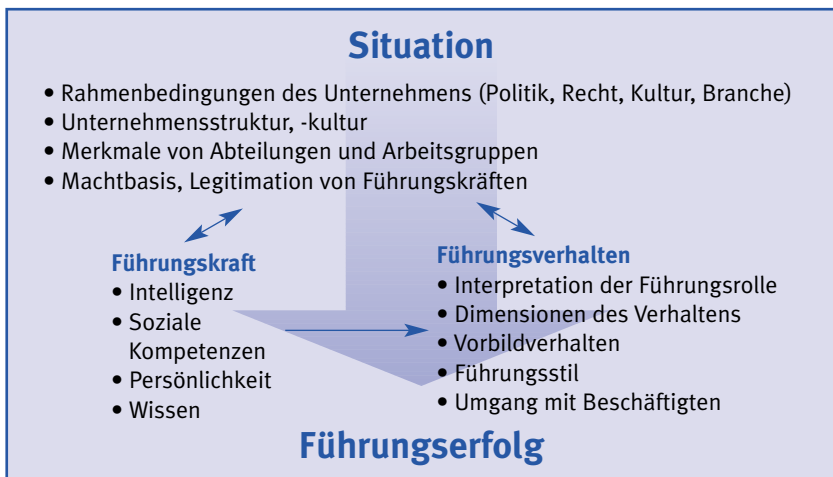 Situation
• Rahmenbedingungen des Unternehmens (Politik, Recht, Kultur, Branche)
• Unternehmensstruktur, -kultur
• Merkmale von Abteilungen und Arbeitsgruppen
• Machtbasis, Legitimation von Führungskräften
Führungskraft
• Intelligenz
• Soziale
Kompetenzen
• Persönlichkeit
• Wissen
Führungsverhalten
• Interpretation der Führungsrolle
• Dimensionen des Verhaltens
• Vorbildverhalten
• Führungsstil
• Umgang mit Beschäftigten
Führungserfolg